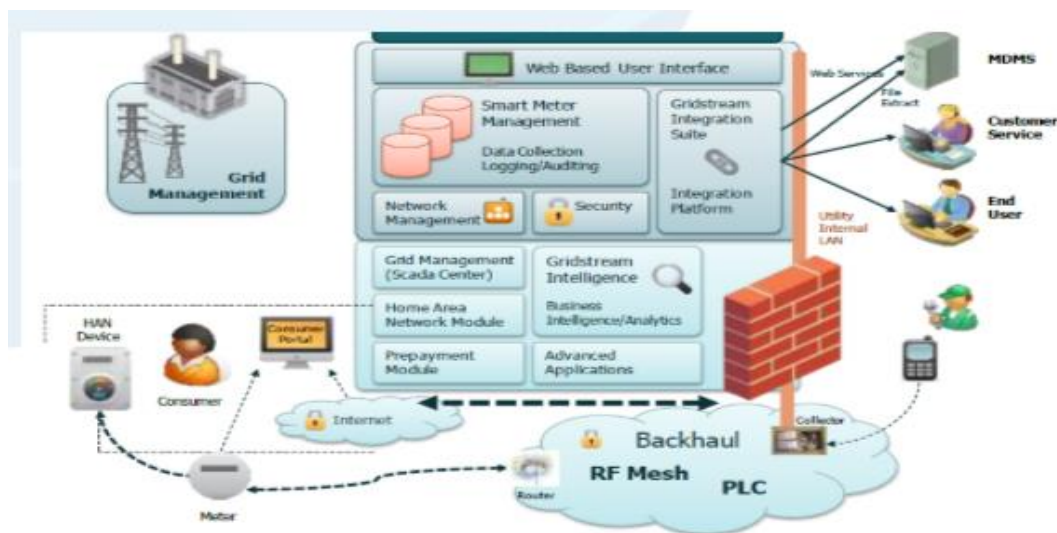 Web Based User Interface
Smart Meter
Management
Data Collection
Logging/Auditing
Gridstream
Integration
Suite
Integration
Platform
Network
Management
Security
Grid
Management
Web Services
File
Extract
MDMS
Customer
Service
End
User
Utility
Internal
LAN
Grid Management
(Scada Center)
Gridstream
Intelligence
Business
Intelligence/Analytics
Home Area
Network Module
Prepayment
Module
Advanced
Applications
HAN
Device
Consumer
Consumer
Portal
Internet
Collector
Backhaul
RF Mesh
PLC
Router
Meter